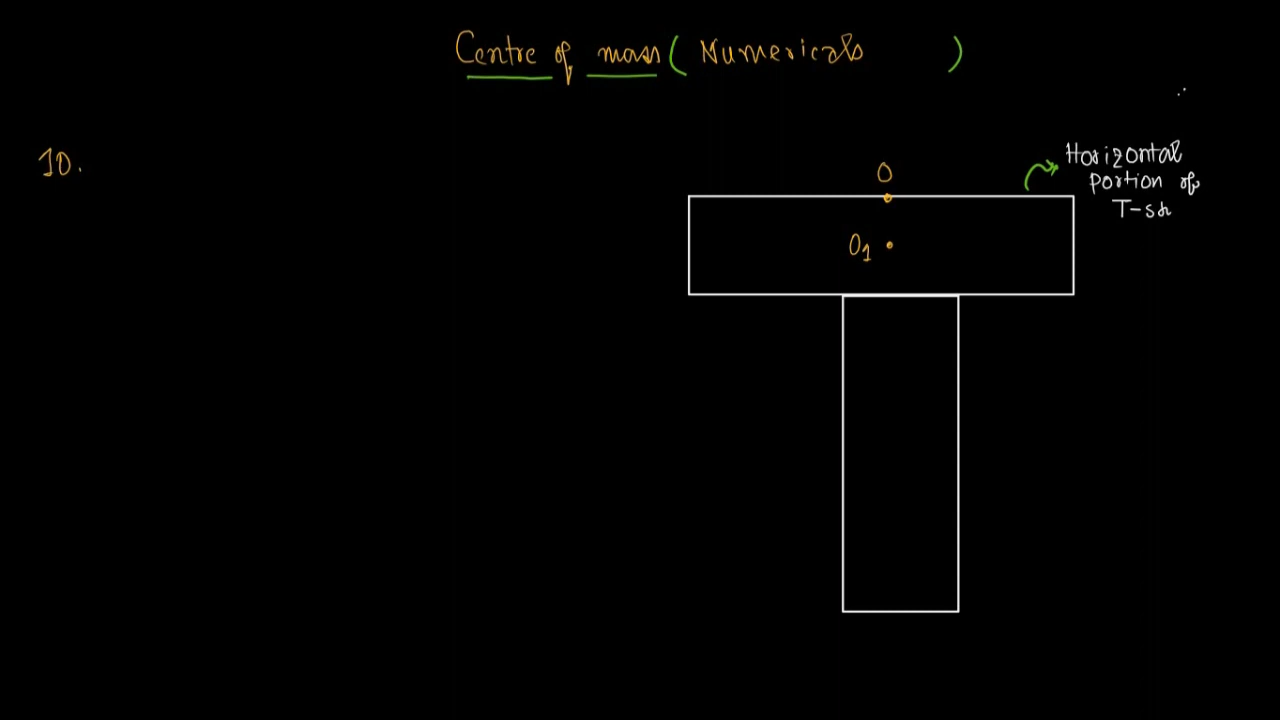 Centre of mass ( Numericals )
10.
Horizontal
portion of
T-sh
O
O1